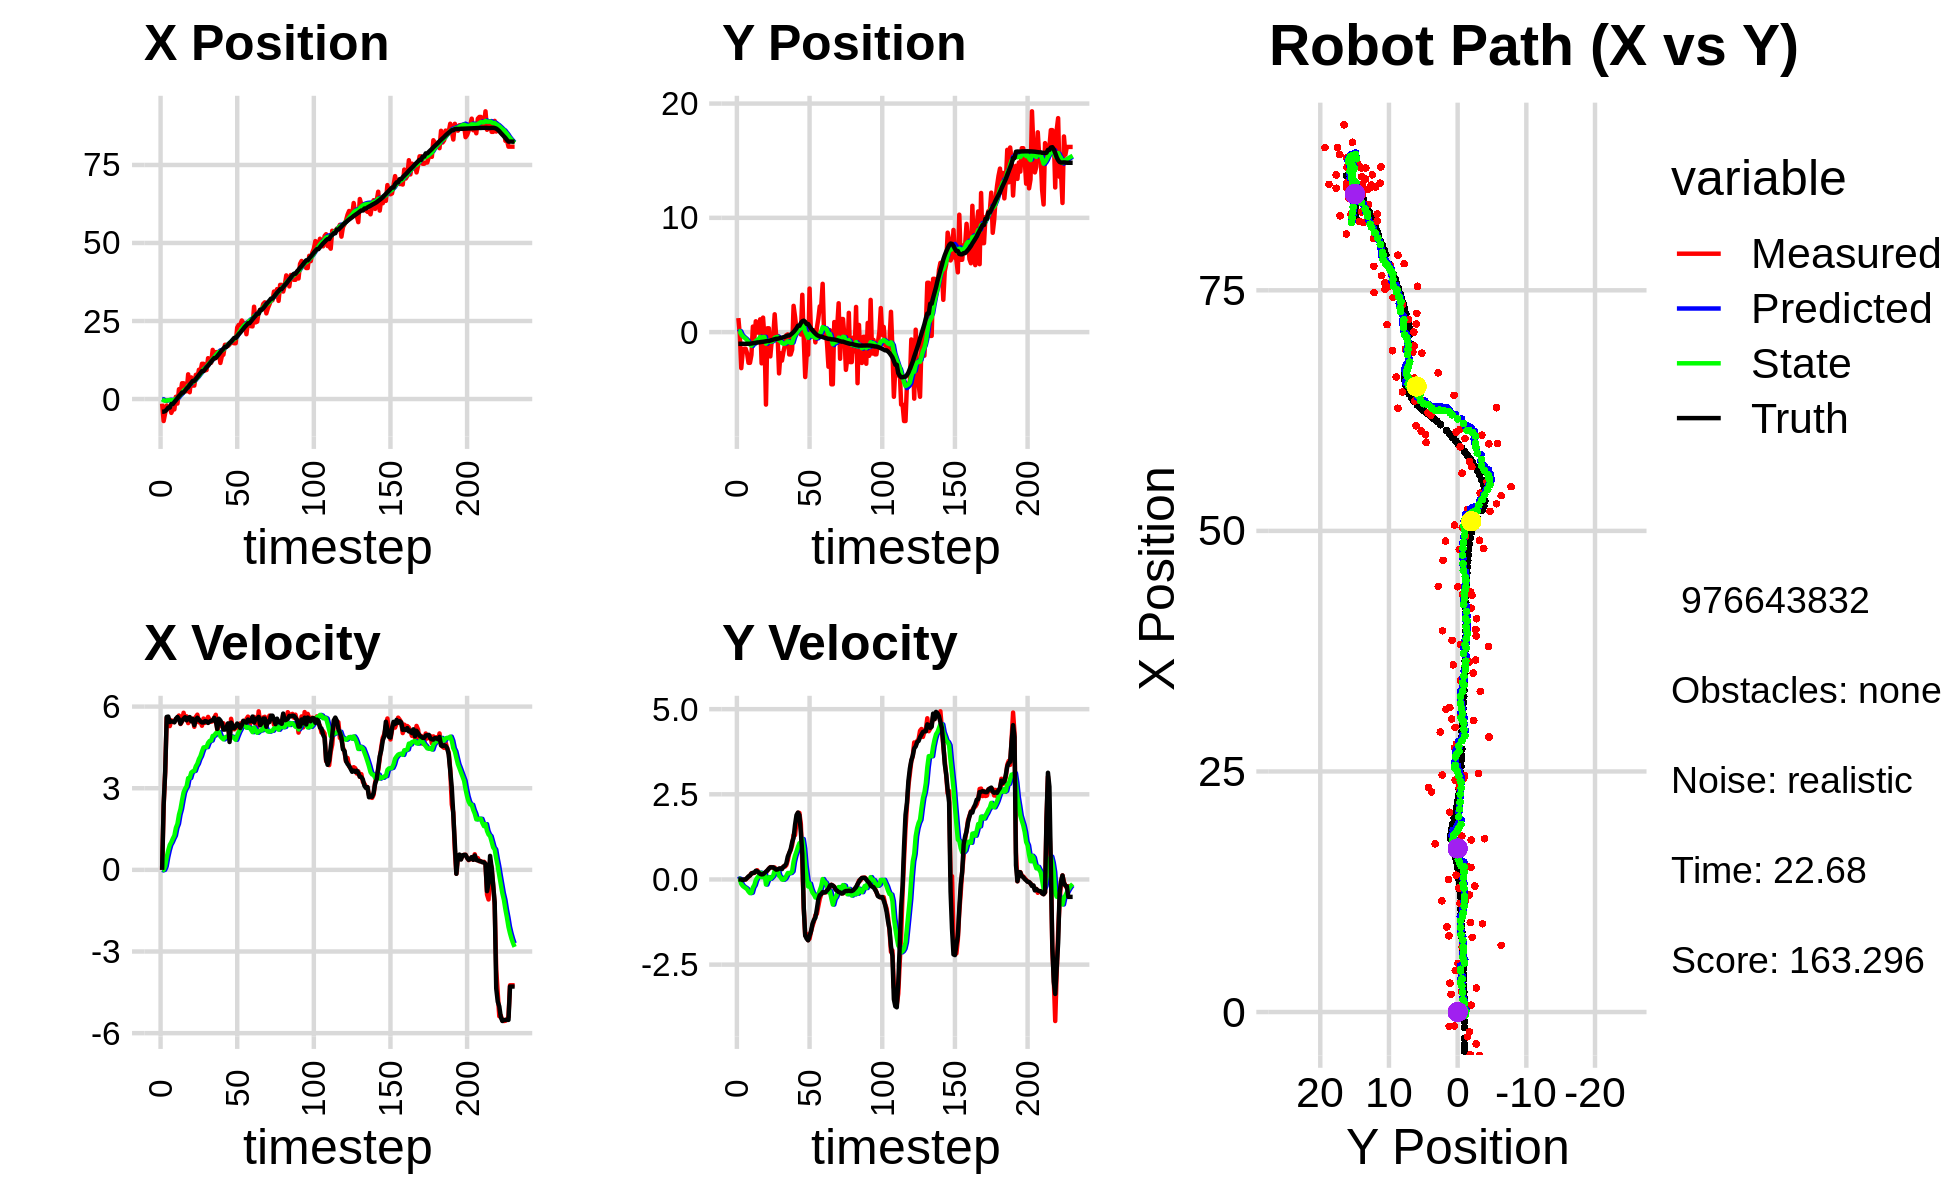 X Position
75
50
25
0
0
50
100
150
200
timestep
Y Position
20
10
0
0
50
100
150
200
timestep
X Velocity
6
3
0
-3
-6
0
50
100
150
200
timestep
Y Velocity
5.0
2.5
0.0
-2.5
0
50
100
150
200
timestep
Robot Path (X vs Y)
X Position
75
50
25
0
20 10 0 -10 -20
Y Position
variable
Measured
Predicted
State
Truth
976643832
Obstacles: none
Noise: realistic
Time: 22.68
Score: 163.296